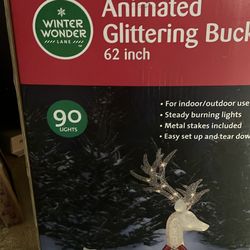 WINTER
WONDER
LANE
Animated
Glittering Buck
62 inch
90
LIGHTS
• For indoor/outdoor use
• Steady burning lights
• Metal stakes included
• Easy set up and tear dow